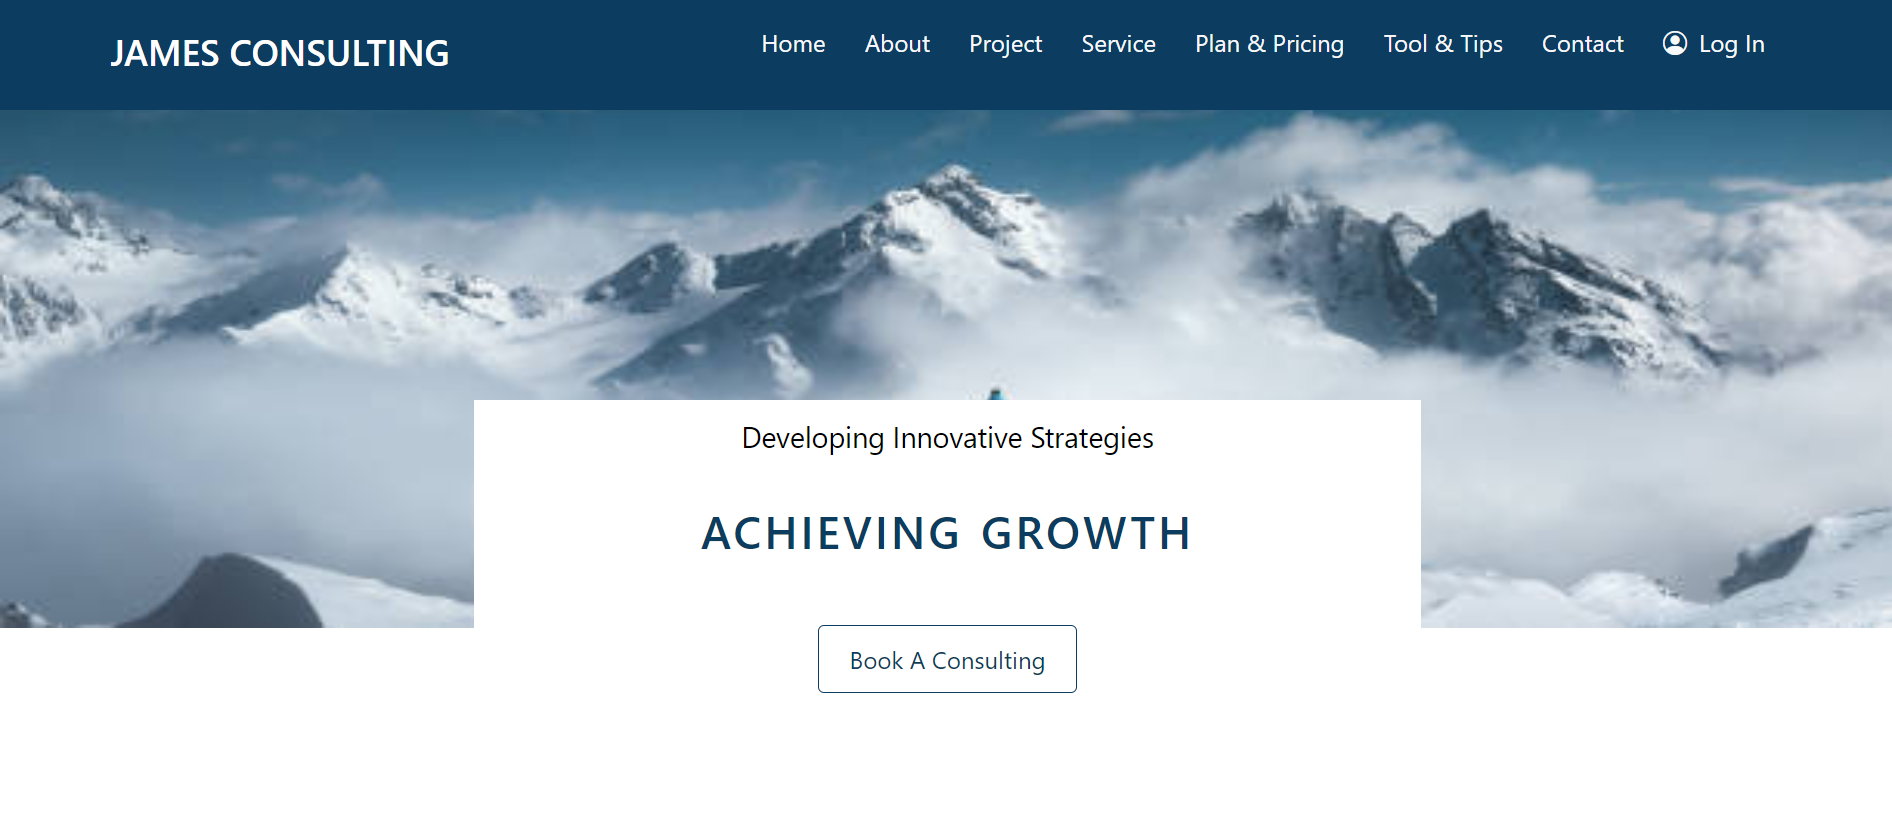 JAMES CONSULTING
Home About Project Service Plan & Pricing Tool & Tips Contact Log In
Developing Innovative Strategies
ACHIEVING GROWTH
Book A Consulting